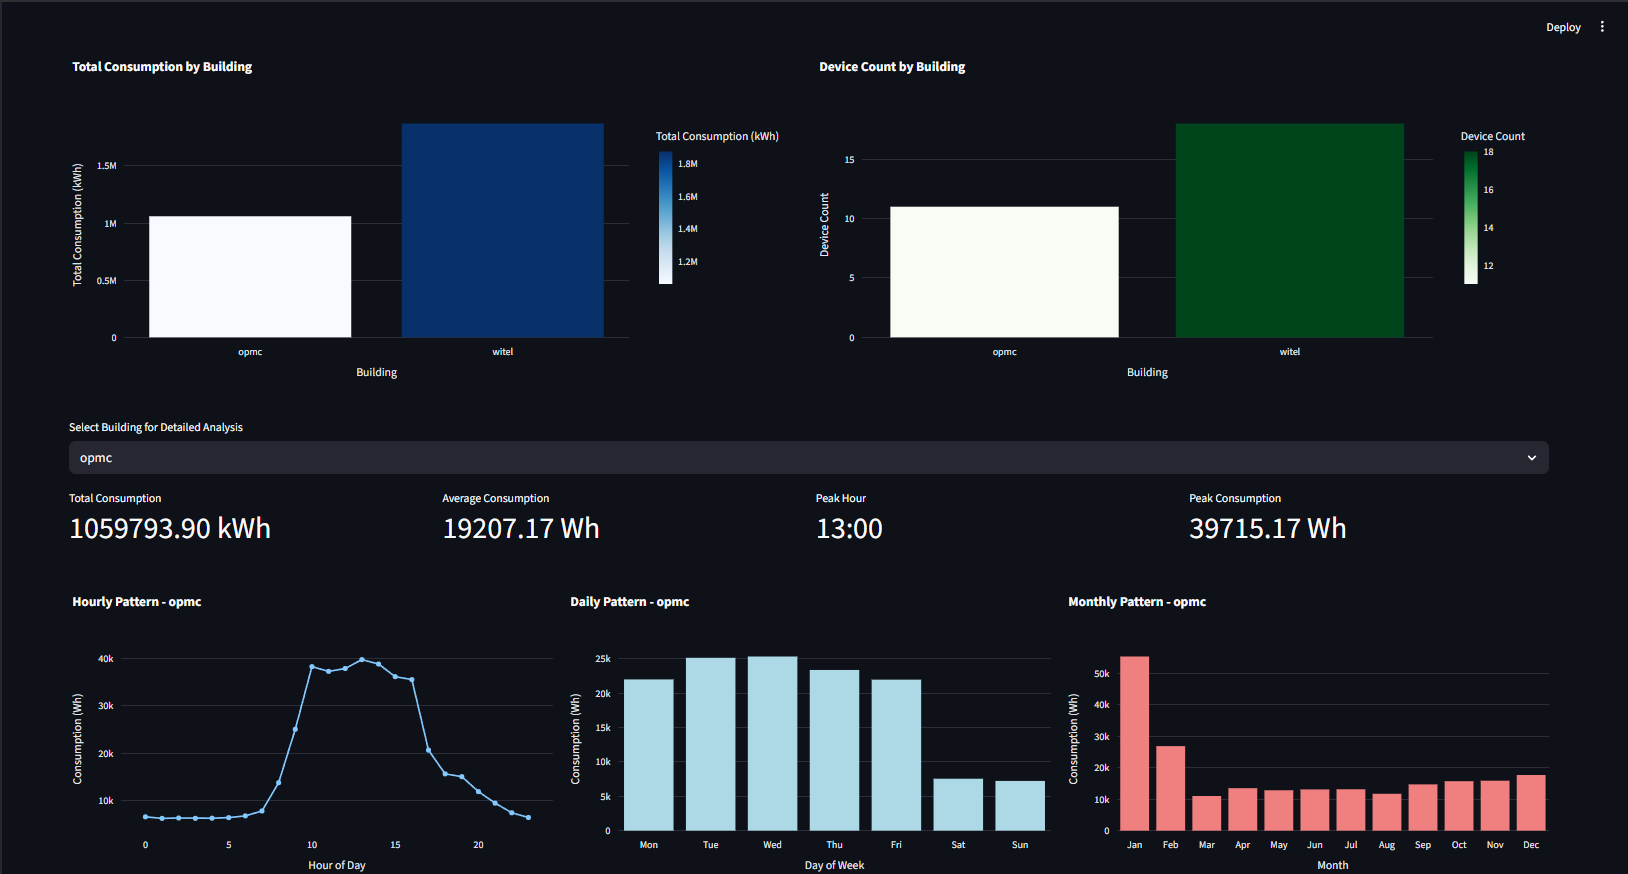 Deploy
Total Consumption by Building
Total Consumption (kWh)
1.5M
1M
0.5M
0
opmc
witel
Building
Total Consumption (kWh)
1.8M
1.6M
1.4M
1.2M
Device Count by Building
Device Count
15
10
5
0
opmc
witel
Building
Device Count
18
16
14
12
Select Building for Detailed Analysis
opmc
Total Consumption
1059793.90 kWh
Average Consumption
19207.17 Wh
Peak Hour
13:00
Peak Consumption
39715.17 Wh
Hourly Pattern - opmc
Consumption (Wh)
40k
30k
20k
10k
0 5 10 15 20
Hour of Day
Daily Pattern - opmc
Consumption (Wh)
25k
20k
15k
10k
5k
0
Mon Tue Wed Thu Fri Sat Sun
Day of Week
Monthly Pattern - opmc
Consumption (Wh)
50k
40k
30k
20k
10k
0
Jan Feb Mar Apr May Jun Jul Aug Sep Oct Nov Dec
Month